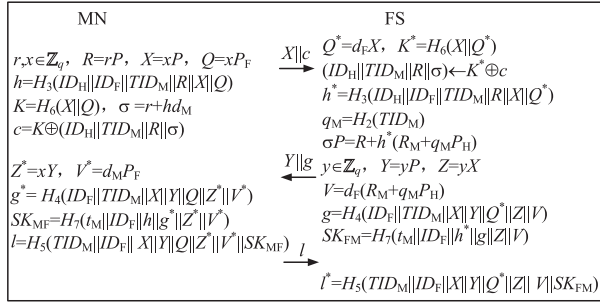 MN FS
r,x∈ℤq, R=rP, X=xP, Q=xPF
h=H3(IDH||IDF||TIDM||R||X||Q)
K=H6(X||Q), σ=r+hdM
c=K⊕(IDH||TIDM||R||σ)
X||c
Q*=dFX, K*=H6(X||Q*)
(IDH||TIDM||R||σ)←K*⊕c
h*=H3(IDH||IDF||TIDM||R||X||Q*)
qM=H2(TIDM)
σP=R+h*(RM+qMPH)
Y||g
y∈ℤq, Y=yP, Z=yX
V=dF(RM+qMPH)
g=H4(IDF||TIDM||X||Y||Q*||Z||V)
SKFM=H7(tM||IDF||h*||g||Z||V)
Z*=xY, V*=dMPF
g*= H4(IDF||TIDM||X||Y||Q||Z*||V*)
SKMF=H7(tM||IDF||h||g*||Z*||V*)
l=H5(TIDM||IDF|| X||Y||Q||Z*||V*||SKMF)
l
l*=H5(TIDM||IDF||X||Y||Q*||Z|| V||SKFM)